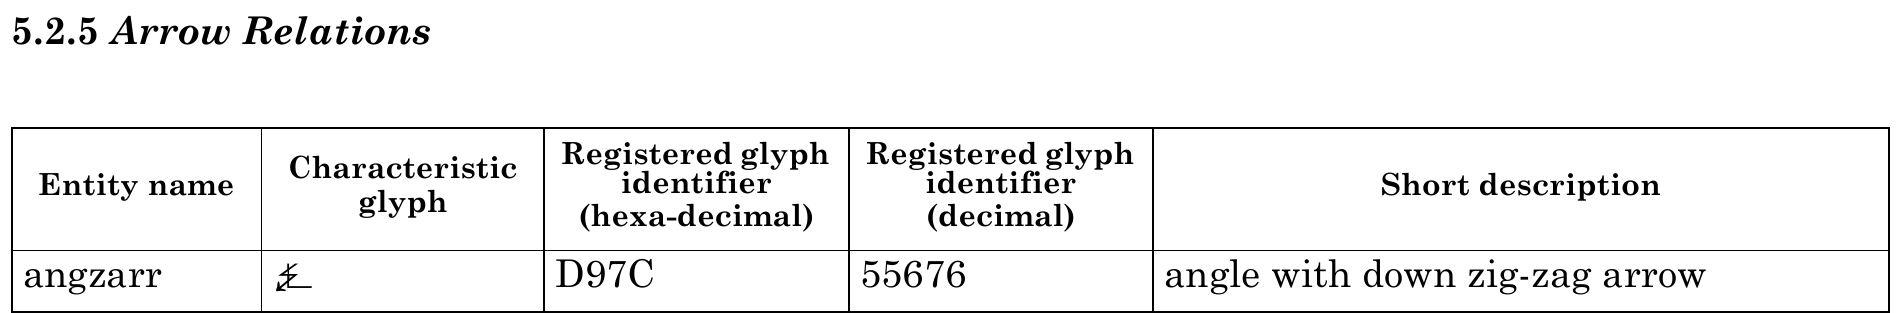 5.2.5 Arrow Relations
Entity name
Characteristic
glyph
Registered glyph
identifier
(hexa-decimal)
Registered glyph
identifier
(decimal)
Short description
angzarr ⍼ D97C 55676 angle with down zig-zag arrow